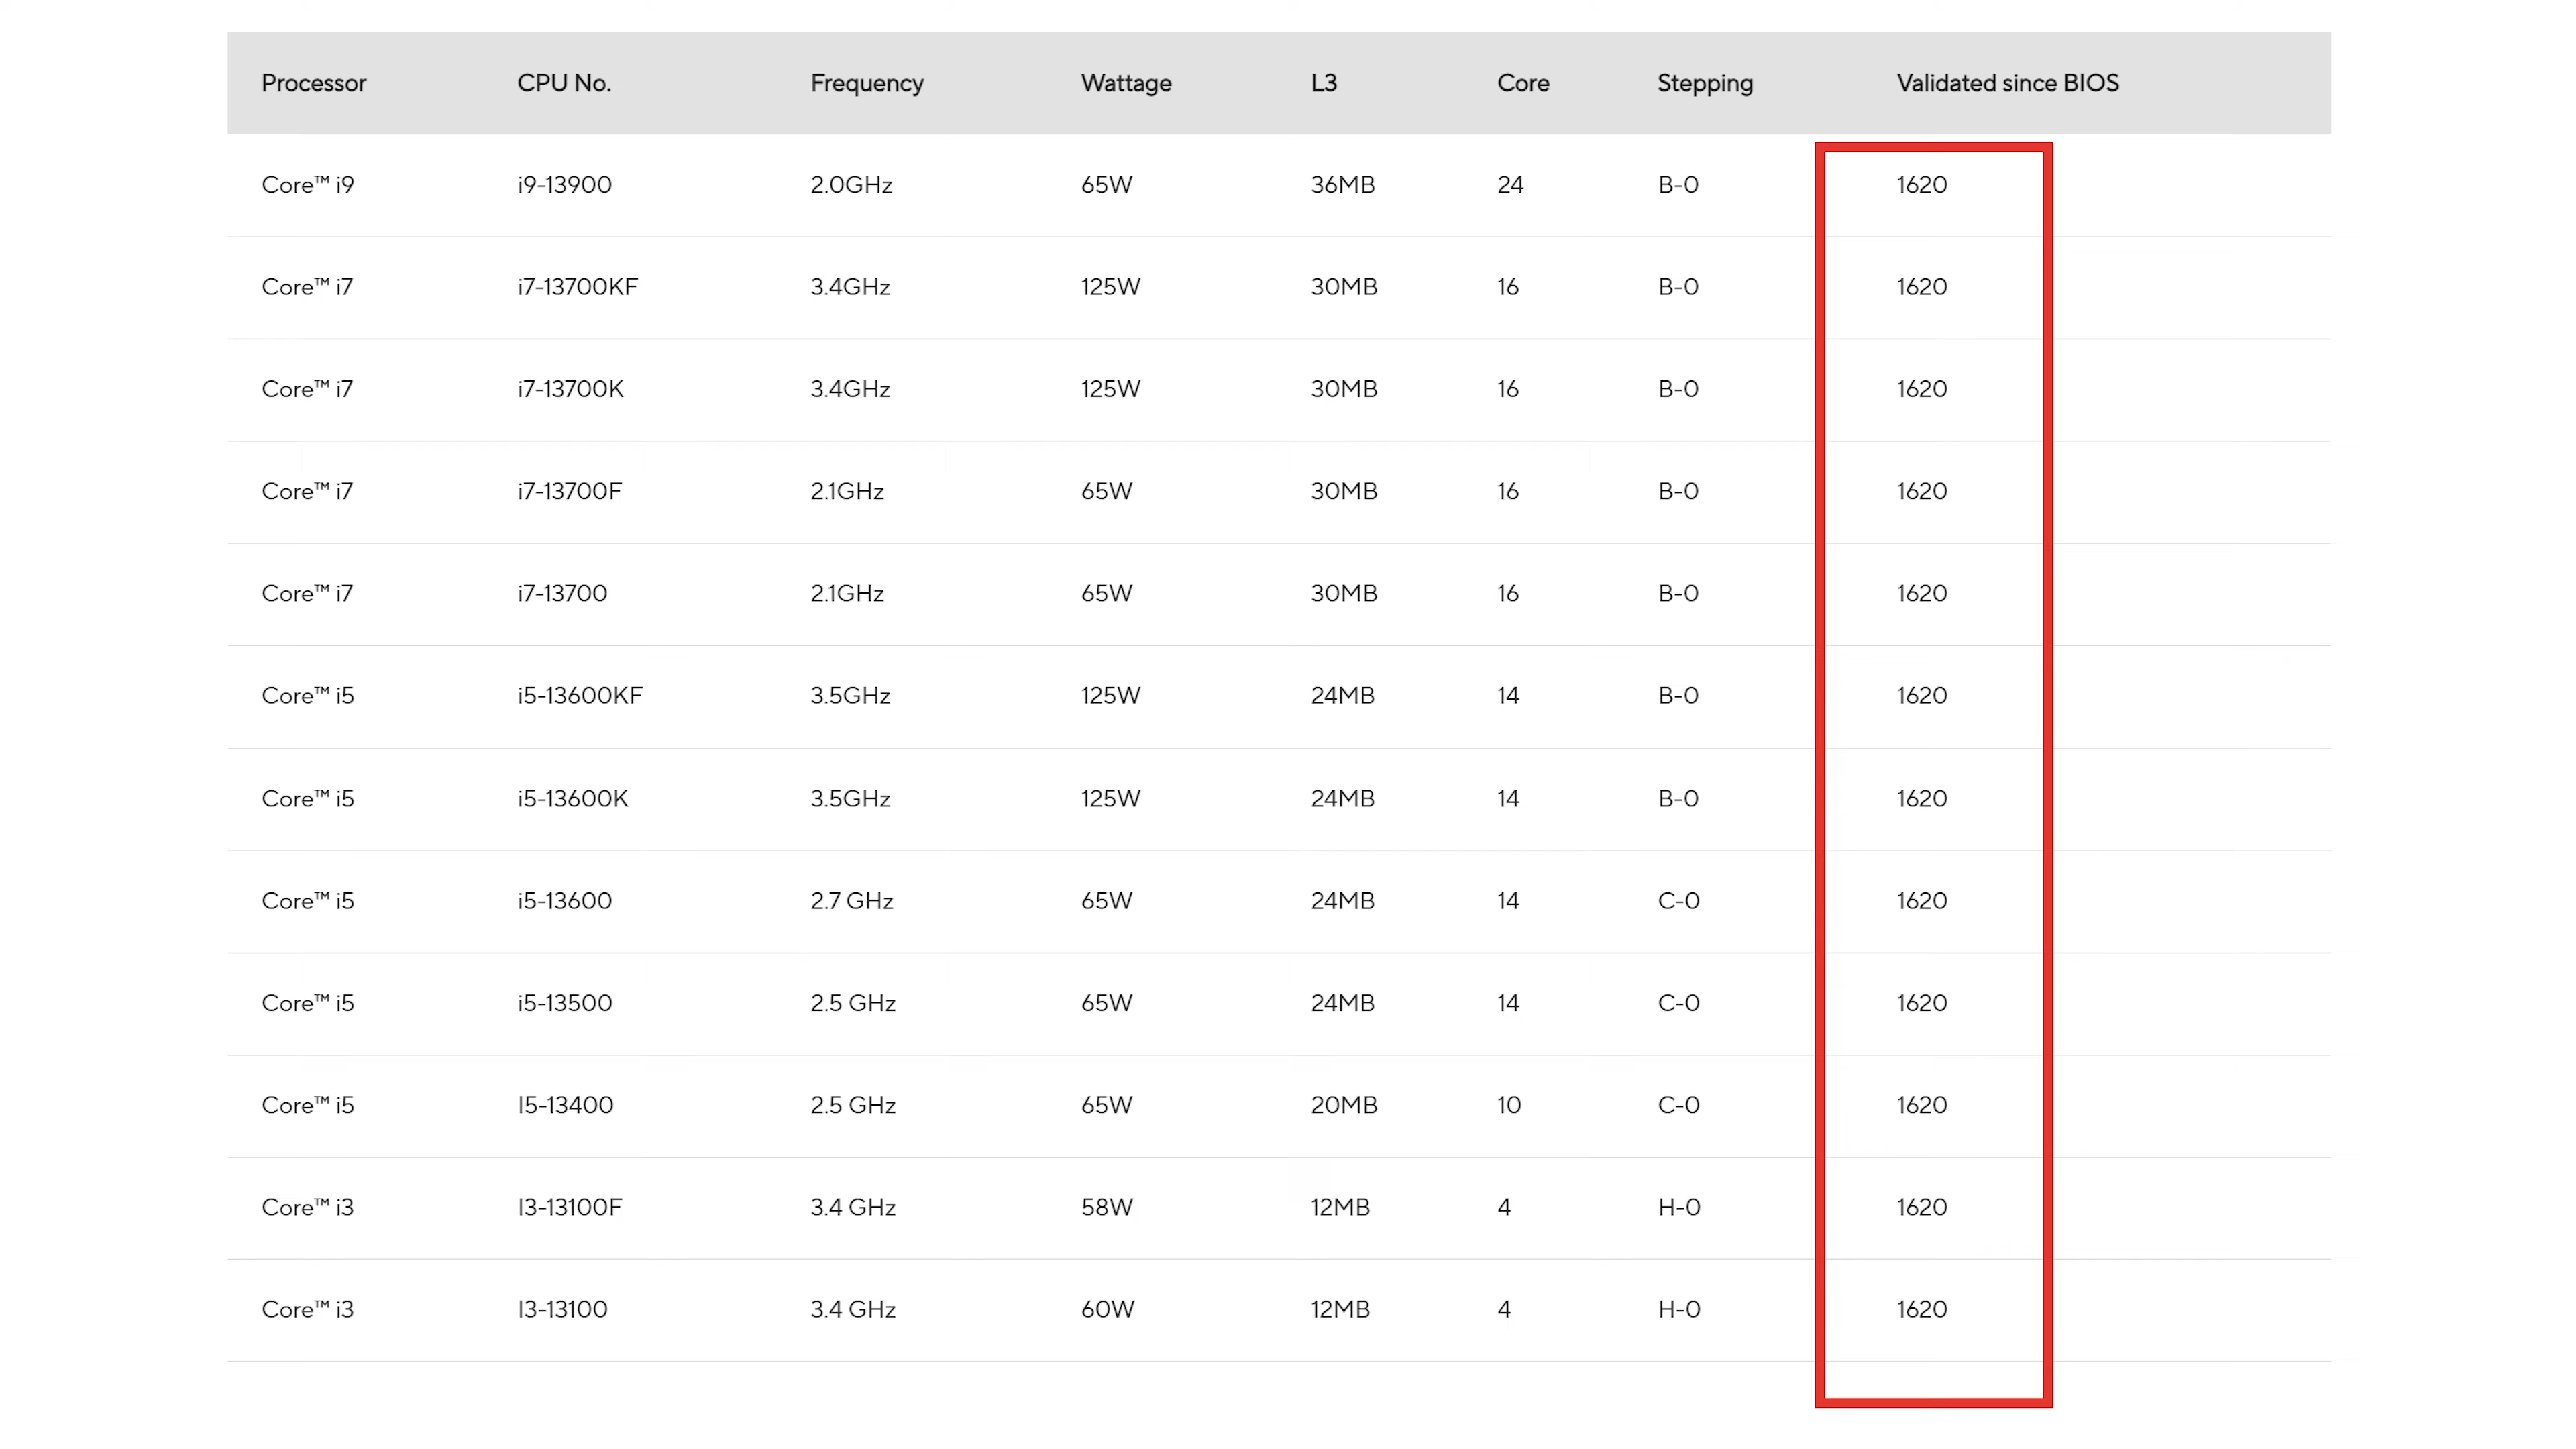 Processor CPU No. Frequency Wattage L3 Core Stepping Validated since BIOS
Core™ i9 i9-13900 2.0GHz 65W 36MB 24 B-0 1620
Core™ i7 i7-13700KF 3.4GHz 125W 30MB 16 B-0 1620
Core™ i7 i7-13700K 3.4GHz 125W 30MB 16 B-0 1620
Core™ i7 i7-13700F 2.1GHz 65W 30MB 16 B-0 1620
Core™ i7 i7-13700 2.1GHz 65W 30MB 16 B-0 1620
Core™ i5 i5-13600KF 3.5GHz 125W 24MB 14 B-0 1620
Core™ i5 i5-13600K 3.5GHz 125W 24MB 14 B-0 1620
Core™ i5 i5-13600 2.7 GHz 65W 24MB 14 C-0 1620
Core™ i5 i5-13500 2.5 GHz 65W 24MB 14 C-0 1620
Core™ i5 I5-13400 2.5 GHz 65W 20MB 10 C-0 1620
Core™ i3 I3-13100F 3.4 GHz 58W 12MB 4 H-0 1620
Core™ i3 I3-13100 3.4 GHz 60W 12MB 4 H-0 1620